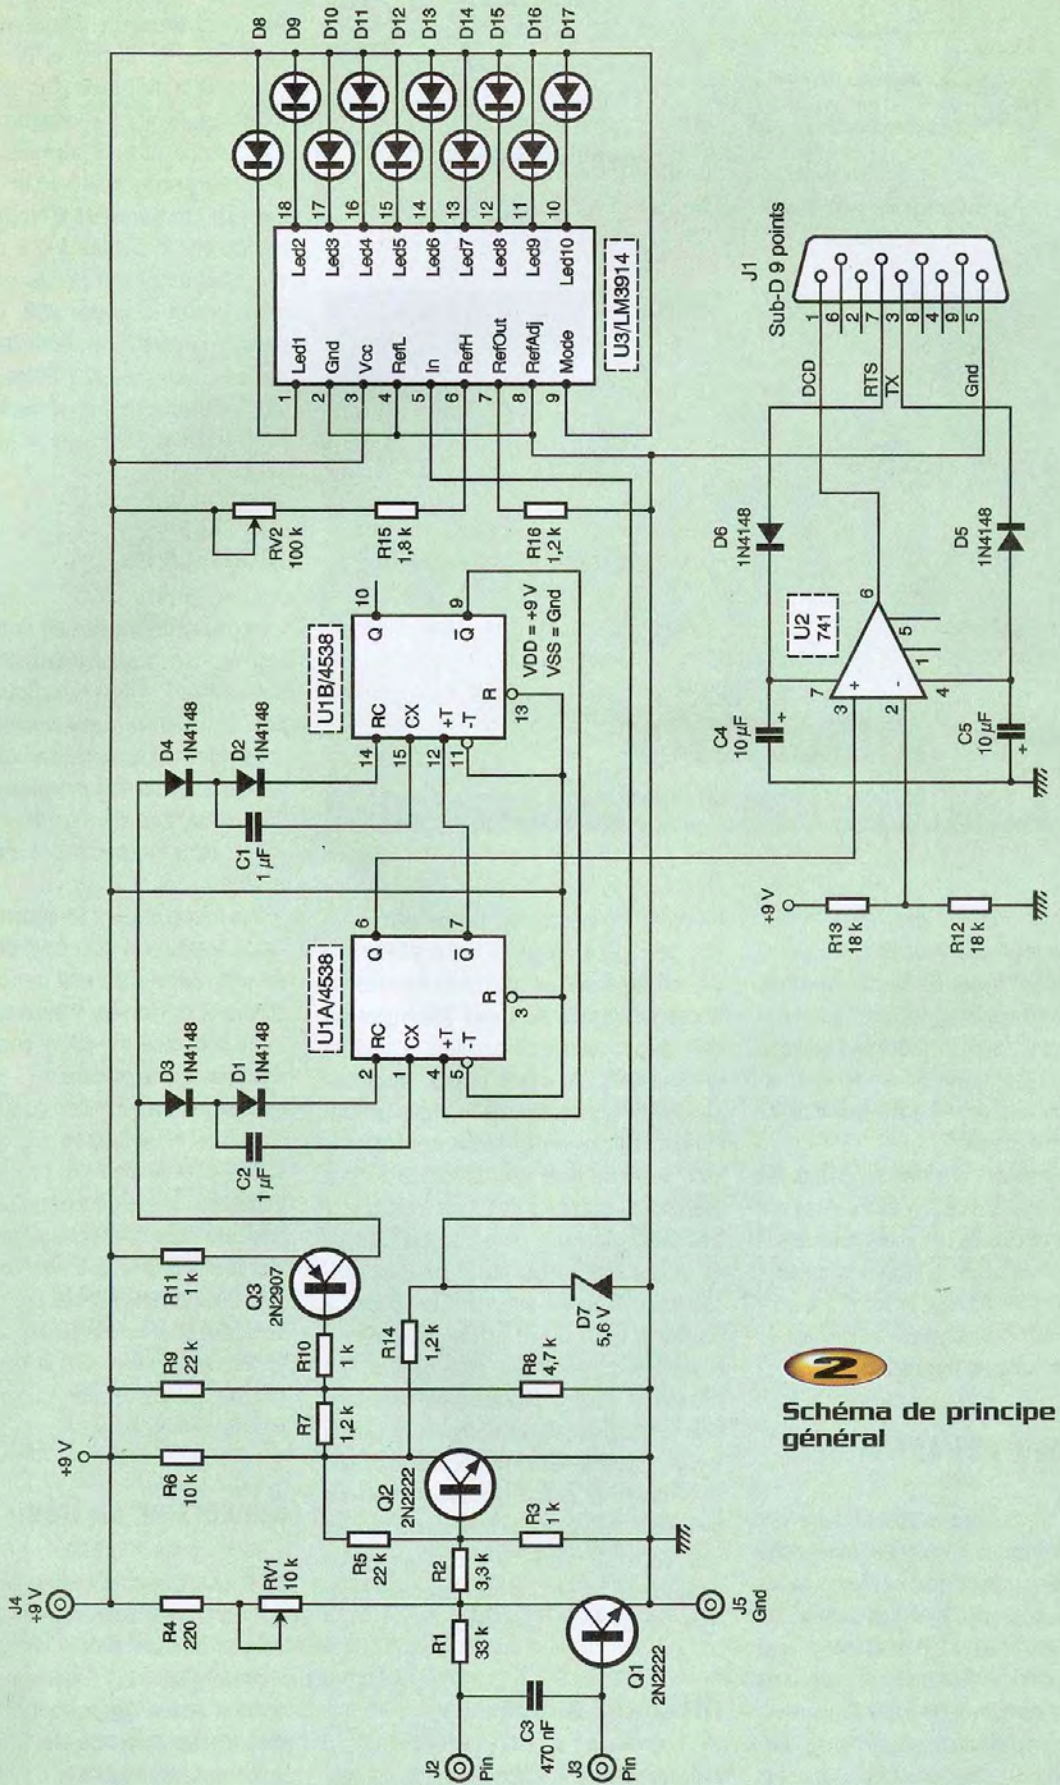 D8
D9
D10
D11
D12
D13
D14
D15
D16
D17
18
17
16
15
14
13
12
11
10
Led2
Led3
Led4
Led5
Led6
Led7
Led8
Led9
Led10
Led1
Gnd
Vcc
RefL
In
RefH
RefOut
RefAdj
Mode
1
2
3
4
5
6
7
8
9
U3/LM3914
RV2
100 k
R15
1,8 k
R16
1,2 k
J1
Sub-D 9 points
1
6
2
7
3
8
4
9
5
DCD
RTS
TX
Gnd
D6
1N4148
D5
1N4148
U2
741
6
5
1
7
4
3
2
+
-
C4
10 µF
+
C5
10 µF
+
+9 V
R13
18 k
R12
18 k
U1B/4538
10
9
Q
Q
RC
CX
+T
-T
R
14
15
12
11
13
VDD = +9 V
VSS = Gnd
D4
1N4148
D2
1N4148
C1
1 µF
U1A/4538
6
7
Q
Q
RC
CX
+T
-T
R
2
1
4
5
3
D3
1N4148
D1
1N4148
C2
1 µF
R11
1 k
Q3
2N2907
R9
22 k
R10
1 k
R14
1,2 k
D7
5,6 V
R8
4,7 k
R7
1,2 k
+9 V
R6
10 k
Q2
2N2222
R5
22 k
R3
1 k
R2
3,3 k
J4
+9 V
R4
220
RV1
10 k
R1
33 k
Q1
2N2222
J5
Gnd
C3
470 nF
J2
Pin
J3
Pin
2
Schéma de principe
général